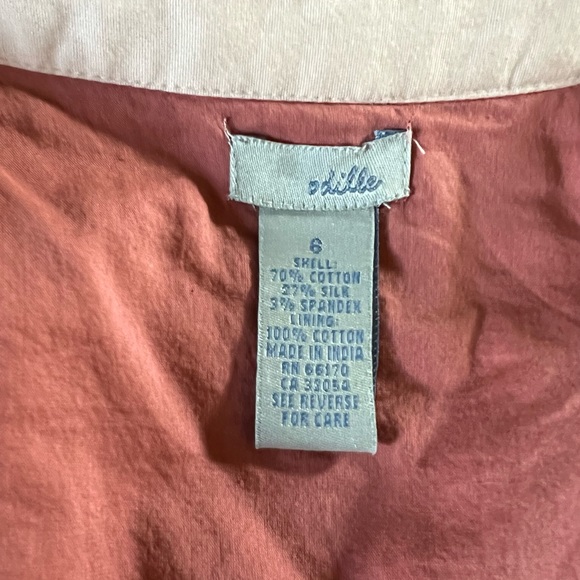 odille
6
SHELL:
70% COTTON
27% SILK
3% SPANDEX
LINING:
100% COTTON
MADE IN INDIA
RN 66170
CA 33054
SEE REVERSE
FOR CARE